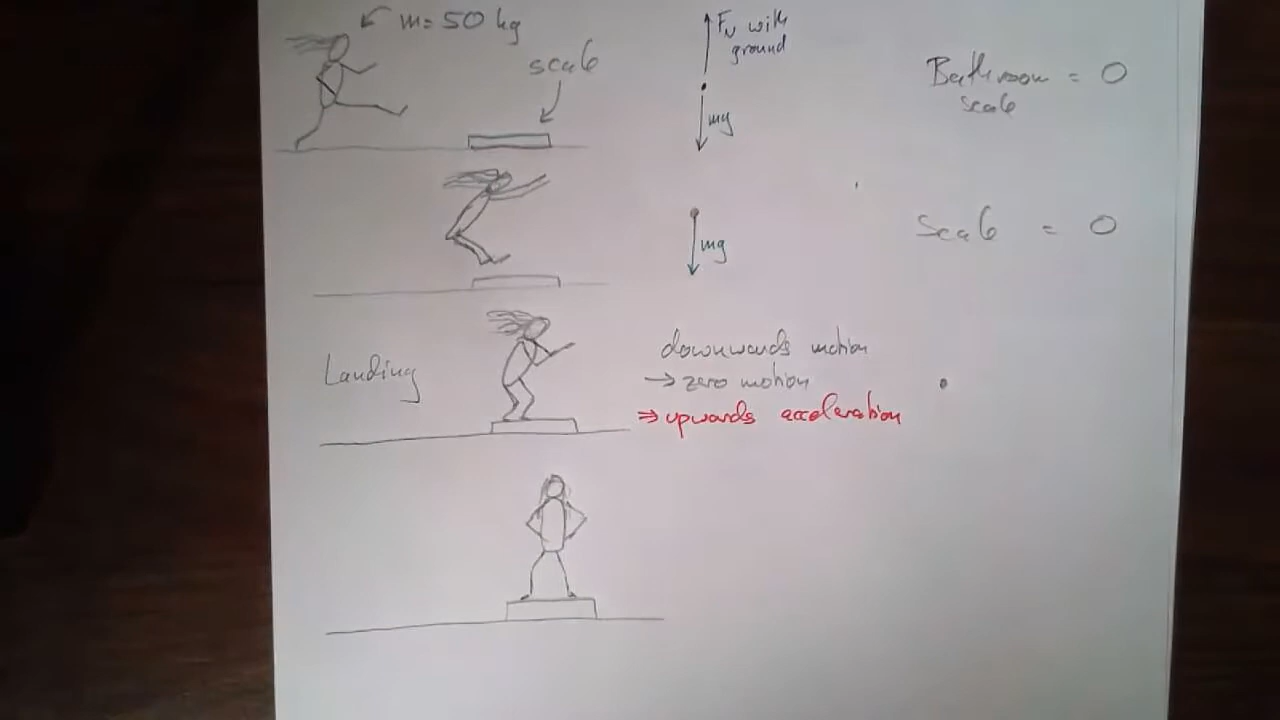 m = 50 kg
scale
F_N with
ground
mg
Bathroom = 0
scale
mg
Scale = 0
Landing
downwards motion
→ zero motion
⇒ upwards acceleration